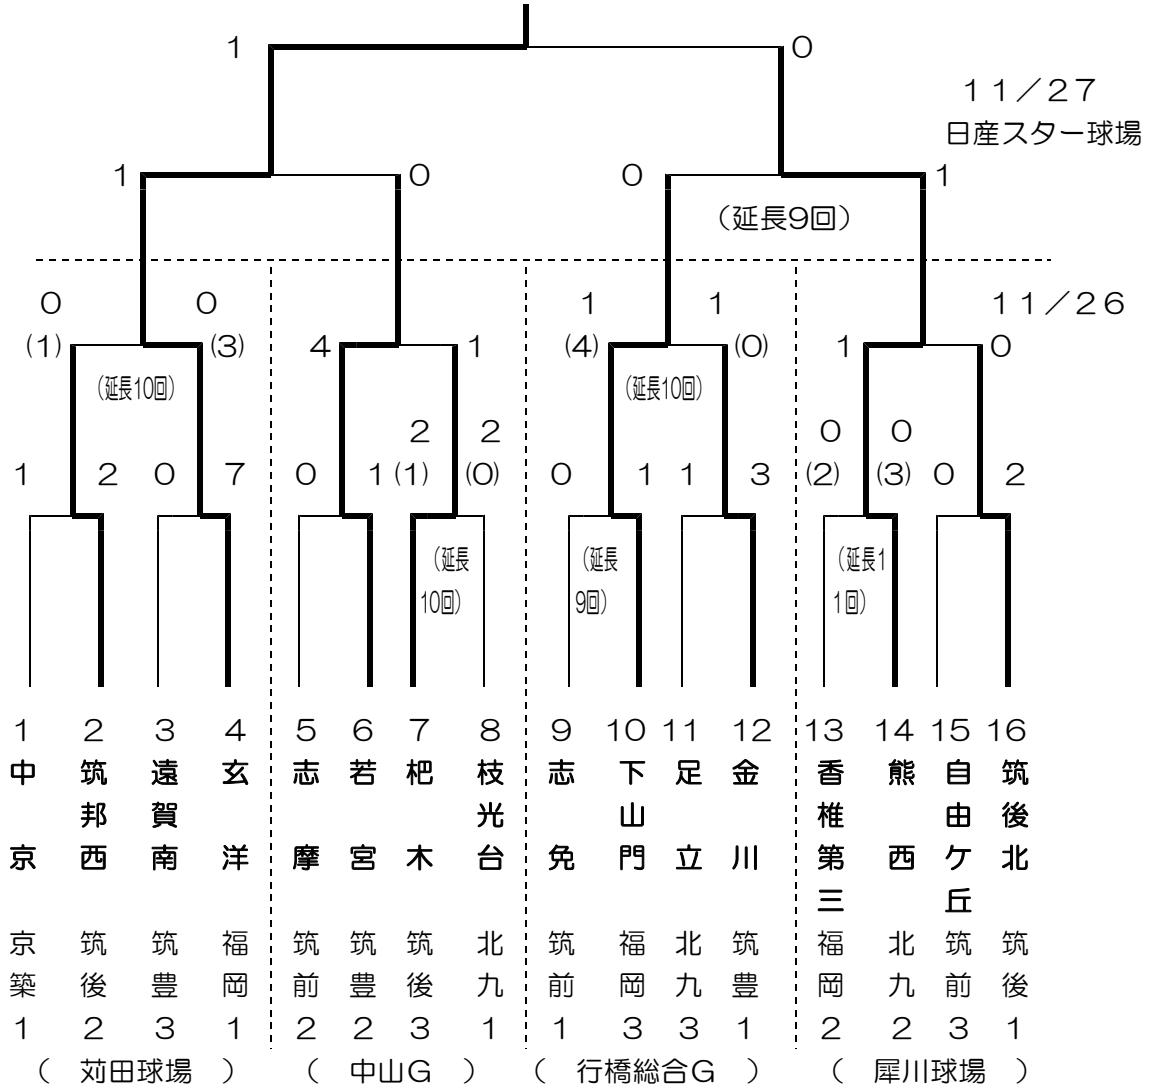 1 0
11／27
日産スター球場
1 0 0 1
（延長9回）
0 0 1 1 11／26
(1) (3) 4 1 (4) (0) 1 0
（延長10回） （延長10回）
2 2 0 0
1 2 0 7 0 1 (1) (0) 0 1 1 3 (2) (3) 0 2
（延長10回） （延長9回） （延長11回）
1 2 3 4 5 6 7 8 9 10 11 12 13 14 15 16
中京 筑邦西 遠賀南 玄洋 志摩 若宮 杷木 枝光台 志免 下山門 足立 金川 香椎第三 熊西 自由ケ丘 筑後北
京築 筑後 筑豊 福岡 筑前 筑豊 筑後 北九 筑前 福岡 北九 筑豊 福岡 北九 筑前 筑後
1 2 3 1 2 2 3 1 1 3 3 1 2 2 3 1
（ 苅田球場 ） （ 中山G ） （ 行橋総合G ） （ 犀川球場 ）